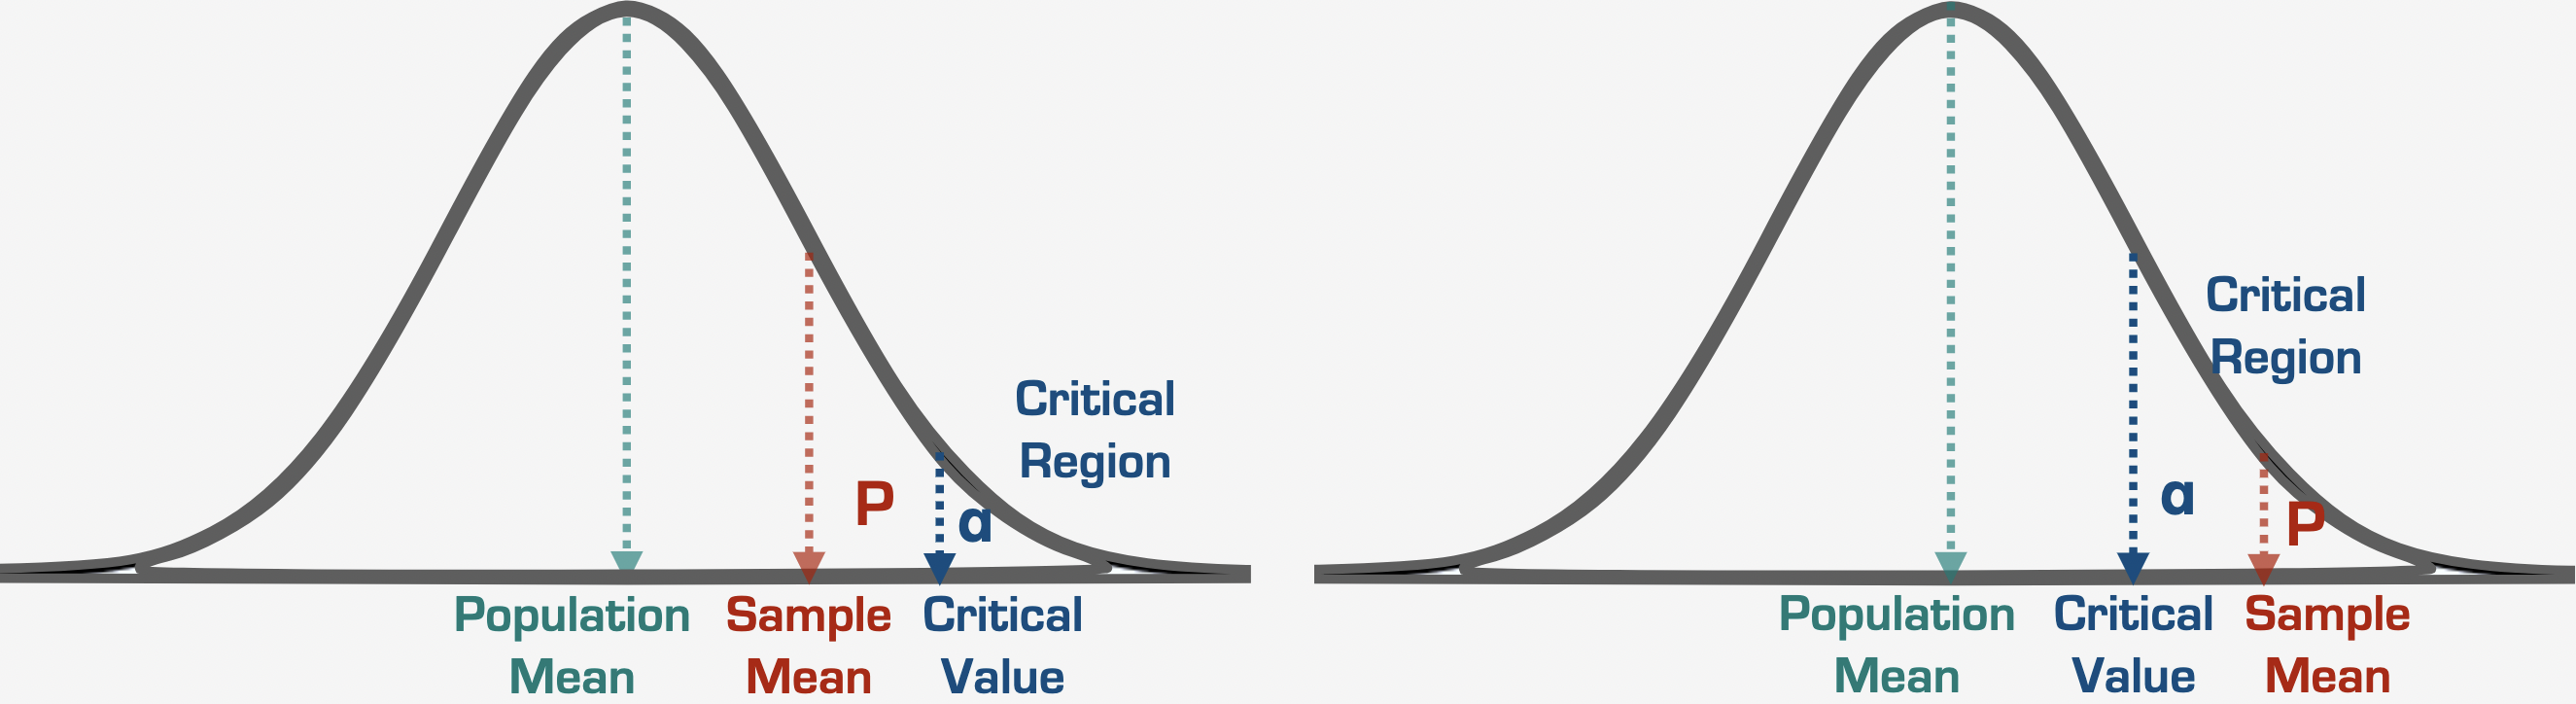 Critical
Region
P
α
Population
Mean
Sample
Mean
Critical
Value
Critical
Region
α
P
Population
Mean
Critical
Value
Sample
Mean